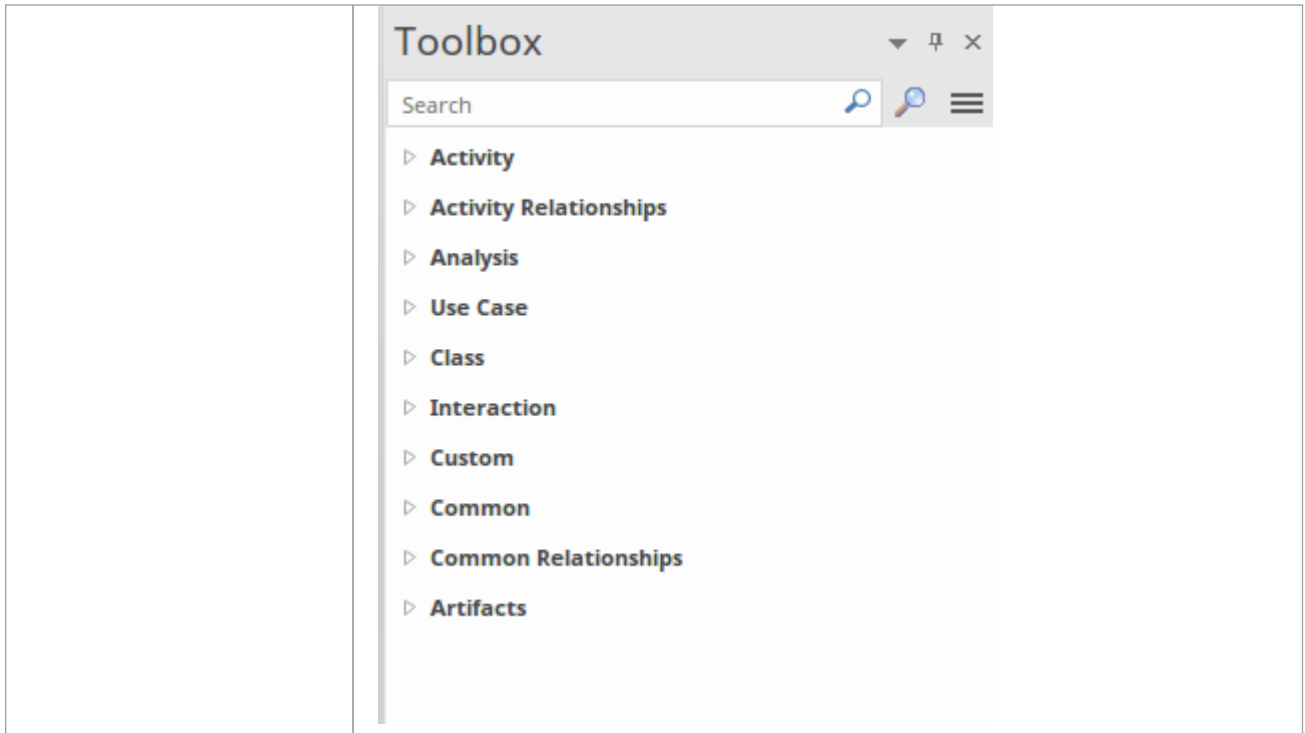 Toolbox
Search
Activity
Activity Relationships
Analysis
Use Case
Class
Interaction
Custom
Common
Common Relationships
Artifacts